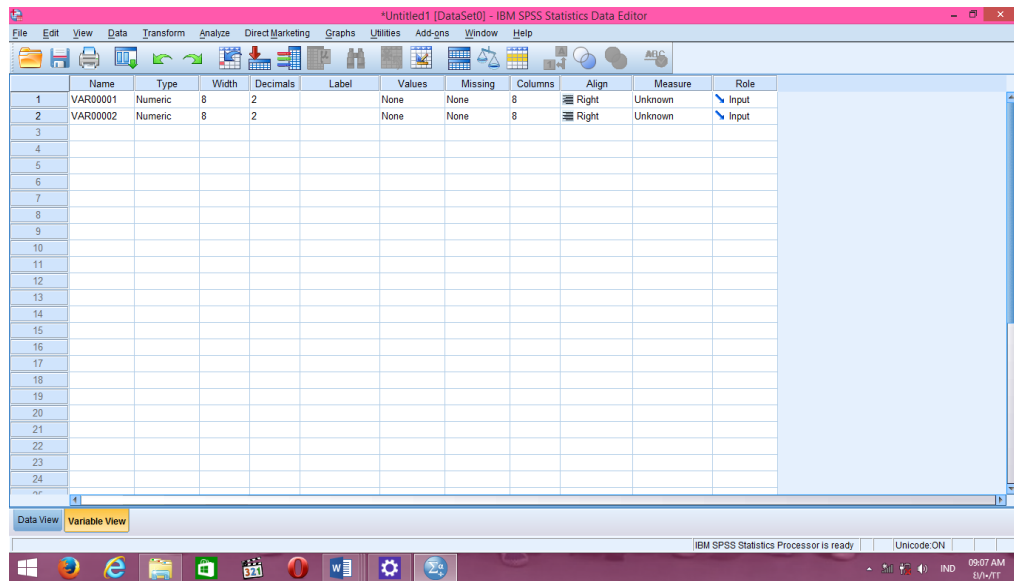 *Untitled1 [DataSet0] - IBM SPSS Statistics Data Editor
File Edit View Data Transform Analyze Direct Marketing Graphs Utilities Add-ons Window Help
Name Type Width Decimals Label Values Missing Columns Align Measure Role
1 VAR00001 Numeric 8 2 None None 8 Right Unknown Input
2 VAR00002 Numeric 8 2 None None 8 Right Unknown Input
3
4
5
6
7
8
9
10
11
12
13
14
15
16
17
18
19
20
21
22
23
24
Data View Variable View
IBM SPSS Statistics Processor is ready Unicode:ON
321 IND 09:07 AM